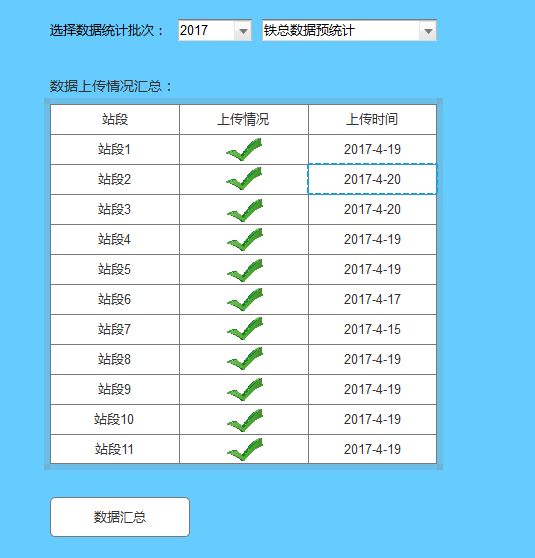 选择数据统计批次： 2017 铁总数据预统计
数据上传情况汇总：
站段 上传情况 上传时间
站段1 2017-4-19
站段2 2017-4-20
站段3 2017-4-20
站段4 2017-4-19
站段5 2017-4-19
站段6 2017-4-17
站段7 2017-4-15
站段8 2017-4-19
站段9 2017-4-19
站段10 2017-4-19
站段11 2017-4-19
数据汇总